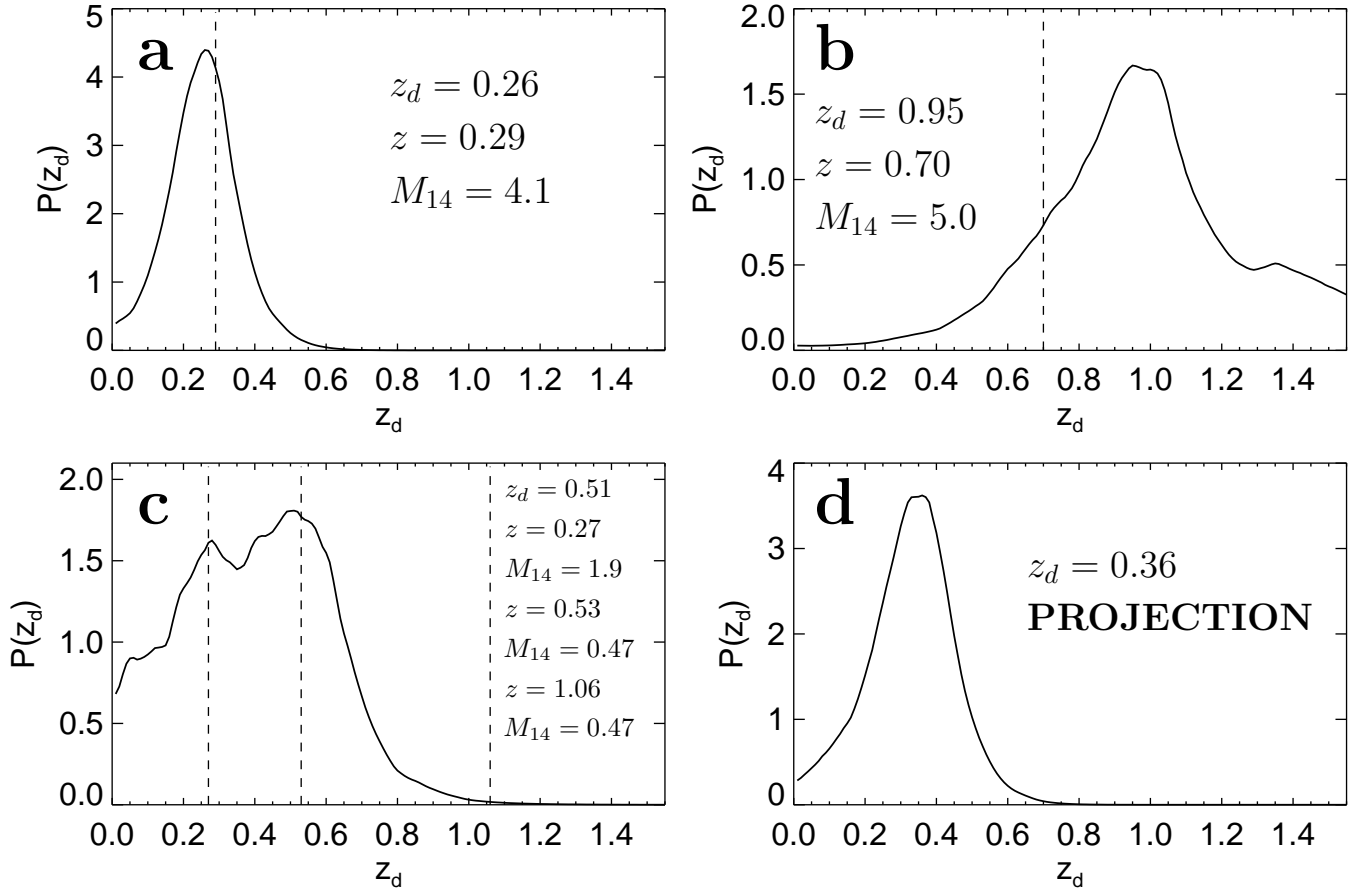 a
z_d = 0.26
z = 0.29
M_14 = 4.1
P(z_d)
5
4
3
2
1
0
0.0 0.2 0.4 0.6 0.8 1.0 1.2 1.4
z_d
b
z_d = 0.95
z = 0.70
M_14 = 5.0
P(z_d)
2.0
1.5
1.0
0.5
0.0
0.0 0.2 0.4 0.6 0.8 1.0 1.2 1.4
z_d
c
z_d = 0.51
z = 0.27
M_14 = 1.9
z = 0.53
M_14 = 0.47
z = 1.06
M_14 = 0.47
P(z_d)
2.0
1.5
1.0
0.5
0.0
0.0 0.2 0.4 0.6 0.8 1.0 1.2 1.4
z_d
d
z_d = 0.36
PROJECTION
P(z_d)
4
3
2
1
0
0.0 0.2 0.4 0.6 0.8 1.0 1.2 1.4
z_d